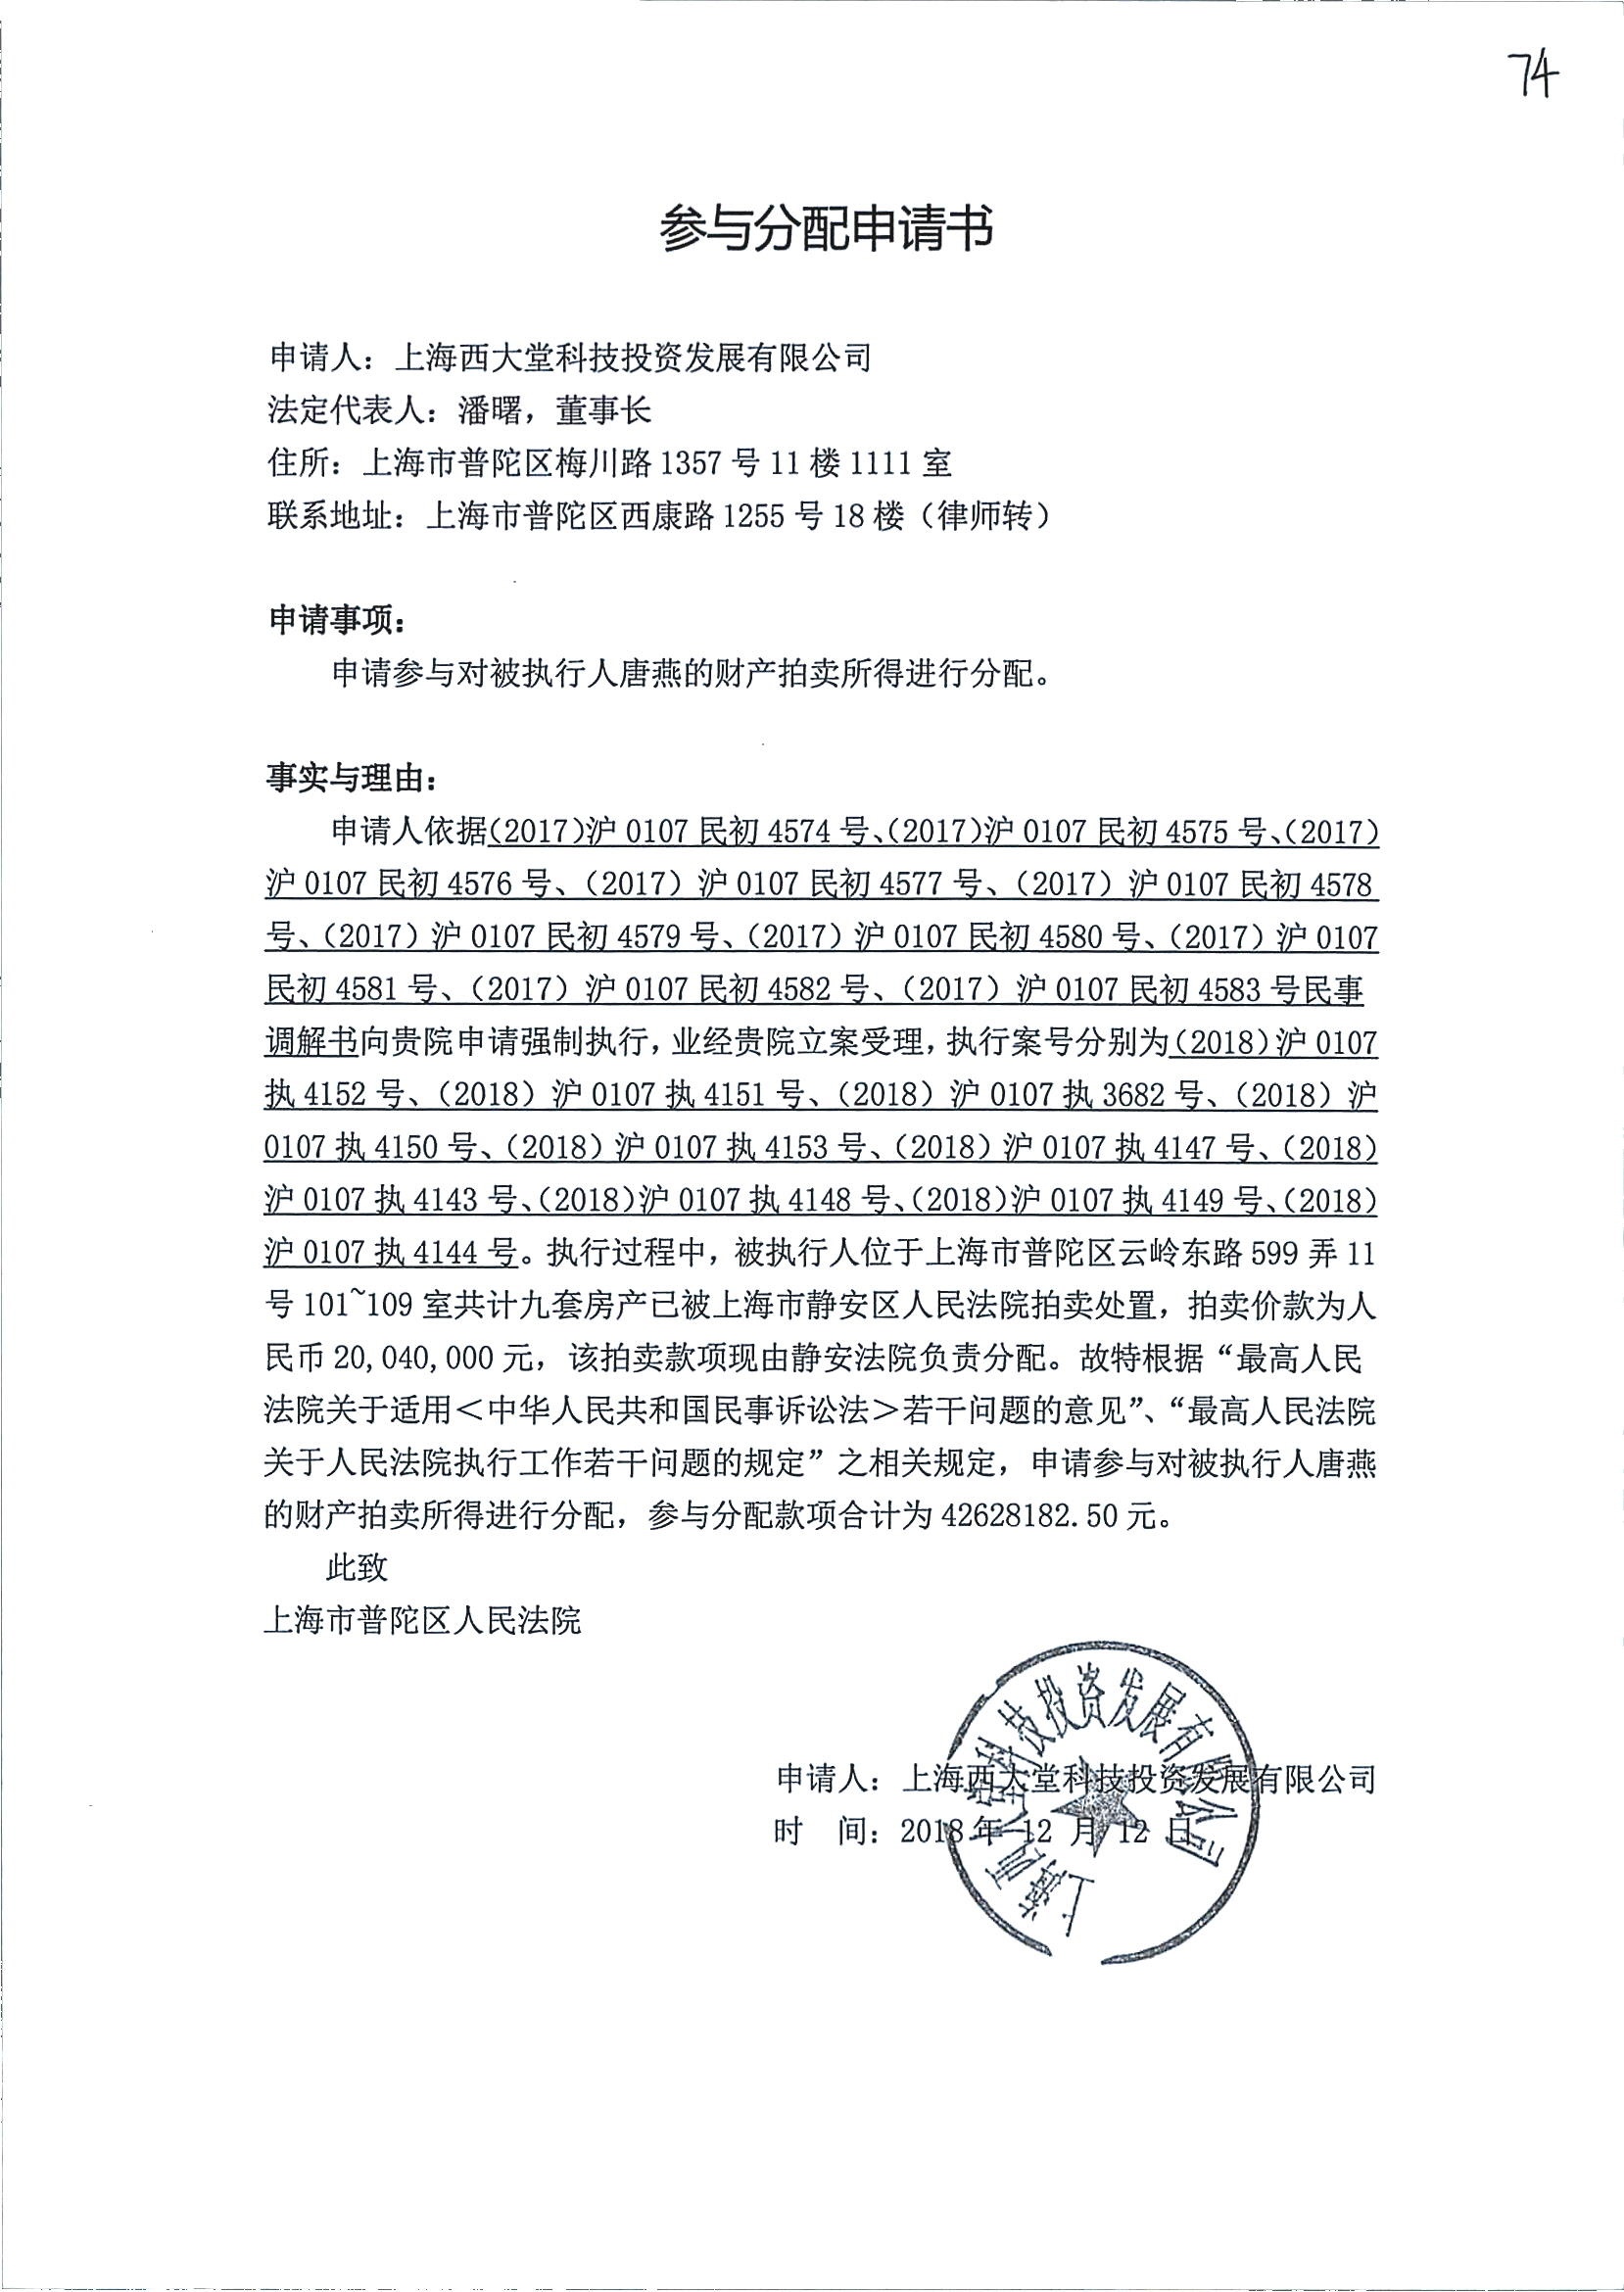 74
参与分配申请书
申请人：上海西大堂科技投资发展有限公司
法定代表人：潘曙，董事长
住所：上海市普陀区梅川路 1357 号 11 楼 1111 室
联系地址：上海市普陀区西康路 1255 号 18 楼（律师转）
申请事项：
申请参与对被执行人唐燕的财产拍卖所得进行分配。
事实与理由：
申请人依据(2017)沪 0107 民初 4574 号、(2017)沪 0107 民初 4575 号、(2017)
沪 0107 民初 4576 号、（2017）沪 0107 民初 4577 号、（2017）沪 0107 民初 4578
号、（2017）沪 0107 民初 4579 号、（2017）沪 0107 民初 4580 号、（2017）沪 0107
民初 4581 号、（2017）沪 0107 民初 4582 号、（2017）沪 0107 民初 4583 号民事
调解书向贵院申请强制执行，业经贵院立案受理，执行案号分别为(2018)沪 0107
执 4152 号、（2018）沪 0107 执 4151 号、（2018）沪 0107 执 3682 号、（2018）沪
0107 执 4150 号、（2018）沪 0107 执 4153 号、（2018）沪 0107 执 4147 号、（2018）
沪 0107 执 4143 号、(2018)沪 0107 执 4148 号、(2018)沪 0107 执 4149 号、(2018)
沪 0107 执 4144 号。执行过程中，被执行人位于上海市普陀区云岭东路 599 弄 11
号 101~109 室共计九套房产已被上海市静安区人民法院拍卖处置，拍卖价款为人
民币 20,040,000 元，该拍卖款项现由静安法院负责分配。故特根据“最高人民
法院关于适用＜中华人民共和国民事诉讼法＞若干问题的意见”、“最高人民法院
关于人民法院执行工作若干问题的规定”之相关规定，申请参与对被执行人唐燕
的财产拍卖所得进行分配，参与分配款项合计为 42628182.50 元。
此致
上海市普陀区人民法院
申请人：上海西大堂科技投资发展有限公司
时　间：2018 年 12 月 12 日
上海西大堂科技投资发展有限公司